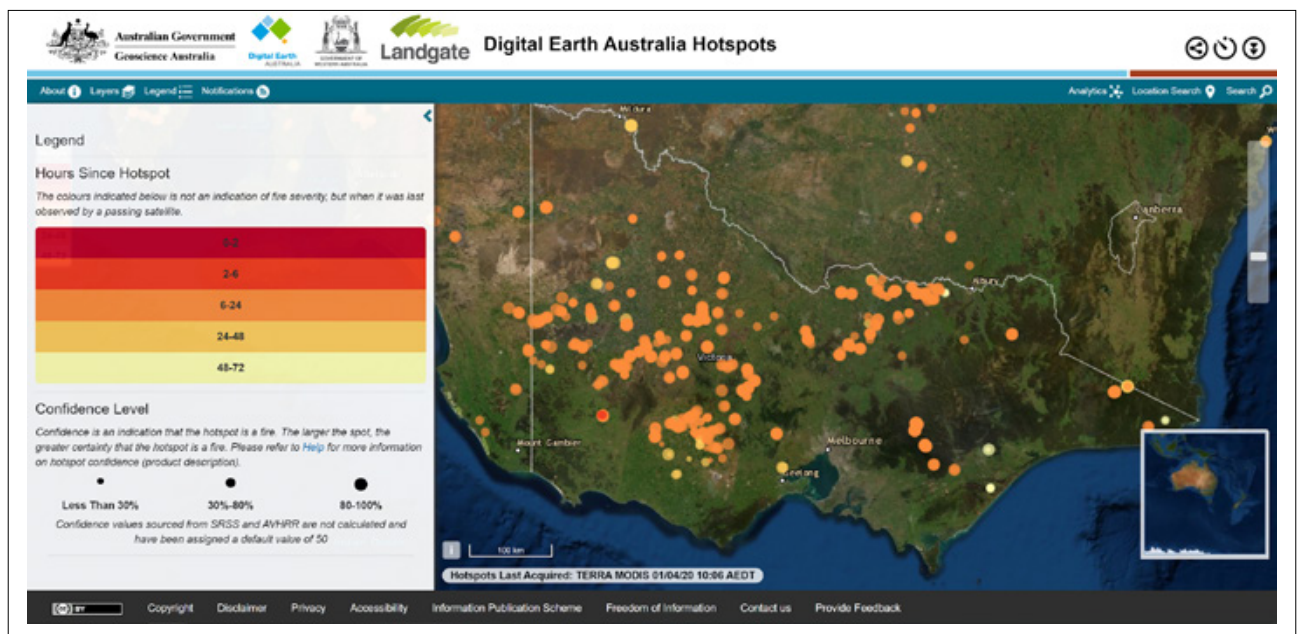 Australian Government
Geoscience Australia
Digital Earth
AUSTRALIA
GOVERNMENT OF
WESTERN AUSTRALIA
Landgate
Digital Earth Australia Hotspots
About Layers Legend Notifications
Analytics Location Search Search
Legend
Hours Since Hotspot
The colours indicated below is not an indication of fire severity, but when it was last
observed by a passing satellite.
0-2
2-6
6-24
24-48
48-72
Confidence Level
Confidence is an indication that the hotspot is a fire. The larger the spot, the
greater certainty that the hotspot is a fire. Please refer to Help for more information
on hotspot confidence (product description).
Less Than 30% 30%-80% 80-100%
Confidence values sourced from SRSS and AVHRR are not calculated and
have been assigned a default value of 50
Mildura
Canberra
Albury
Victoria
Mount Gambier
Melbourne
Geelong
100 km
Hotspots Last Acquired: TERRA MODIS 01/04/20 10:06 AEDT
(cc) BY Copyright Disclaimer Privacy Accessibility Information Publication Scheme Freedom of Information Contact us Provide Feedback